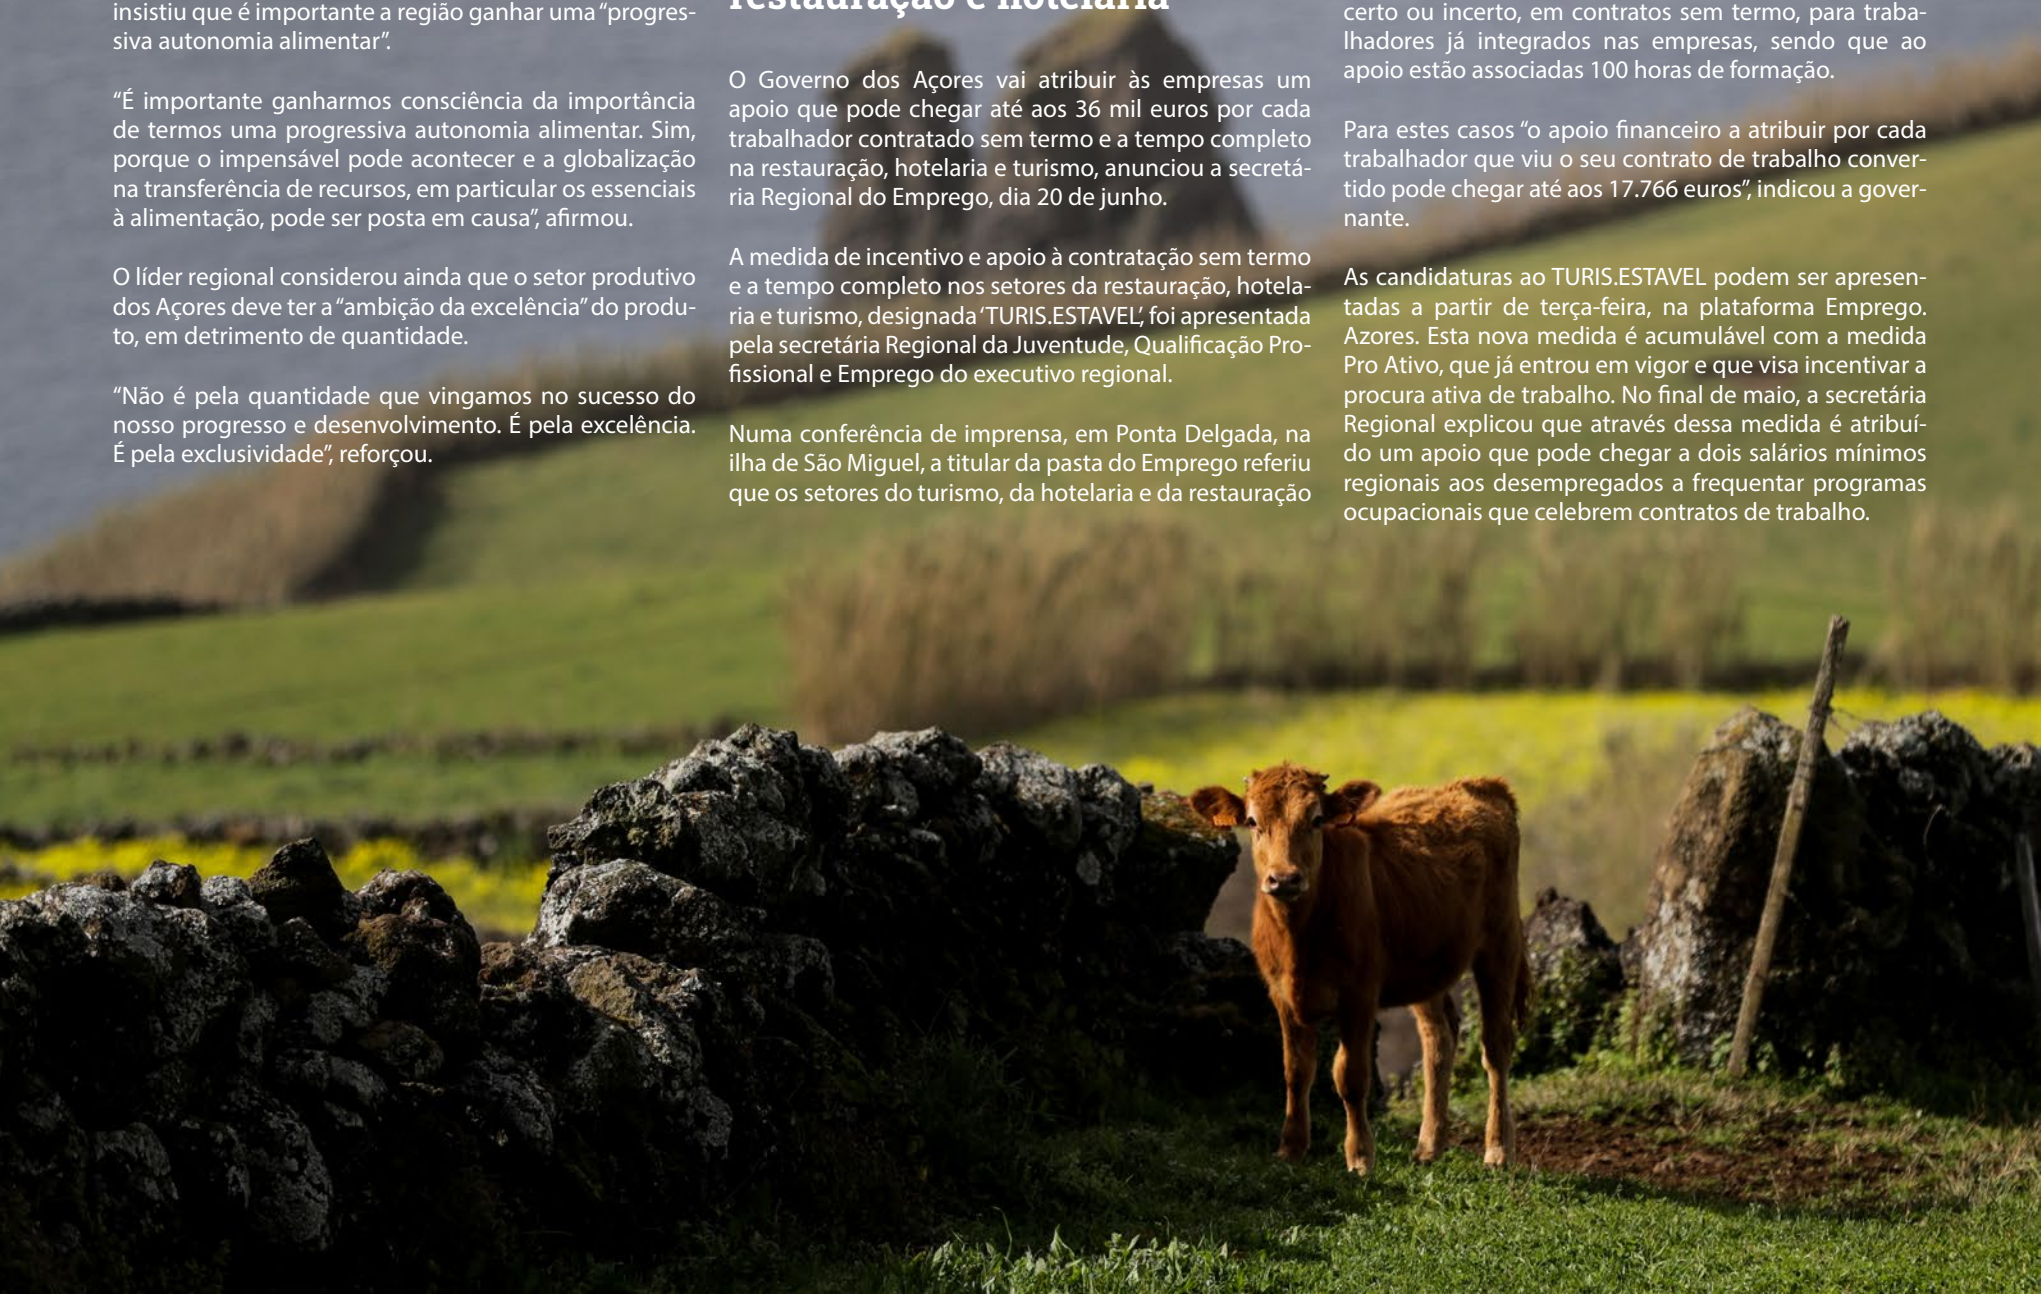 insistiu que é importante a região ganhar uma “progres-
siva autonomia alimentar”.
“É importante ganharmos consciência da importância
de termos uma progressiva autonomia alimentar. Sim,
porque o impensável pode acontecer e a globalização
na transferência de recursos, em particular os essenciais
à alimentação, pode ser posta em causa”, afirmou.
O líder regional considerou ainda que o setor produtivo
dos Açores deve ter a “ambição da excelência” do produ-
to, em detrimento de quantidade.
“Não é pela quantidade que vingamos no sucesso do
nosso progresso e desenvolvimento. É pela excelência.
É pela exclusividade”, reforçou.
restauração e hotelaria
O Governo dos Açores vai atribuir às empresas um
apoio que pode chegar até aos 36 mil euros por cada
trabalhador contratado sem termo e a tempo completo
na restauração, hotelaria e turismo, anunciou a secretá-
ria Regional do Emprego, dia 20 de junho.
A medida de incentivo e apoio à contratação sem termo
e a tempo completo nos setores da restauração, hotela-
ria e turismo, designada ‘TURIS.ESTAVEL’, foi apresentada
pela secretária Regional da Juventude, Qualificação Pro-
fissional e Emprego do executivo regional.
Numa conferência de imprensa, em Ponta Delgada, na
ilha de São Miguel, a titular da pasta do Emprego referiu
que os setores do turismo, da hotelaria e da restauração
certo ou incerto, em contratos sem termo, para traba-
lhadores já integrados nas empresas, sendo que ao
apoio estão associadas 100 horas de formação.
Para estes casos “o apoio financeiro a atribuir por cada
trabalhador que viu o seu contrato de trabalho conver-
tido pode chegar até aos 17.766 euros”, indicou a gover-
nante.
As candidaturas ao TURIS.ESTAVEL podem ser apresen-
tadas a partir de terça-feira, na plataforma Emprego.
Azores. Esta nova medida é acumulável com a medida
Pro Ativo, que já entrou em vigor e que visa incentivar a
procura ativa de trabalho. No final de maio, a secretária
Regional explicou que através dessa medida é atribuí-
do um apoio que pode chegar a dois salários mínimos
regionais aos desempregados a frequentar programas
ocupacionais que celebrem contratos de trabalho.